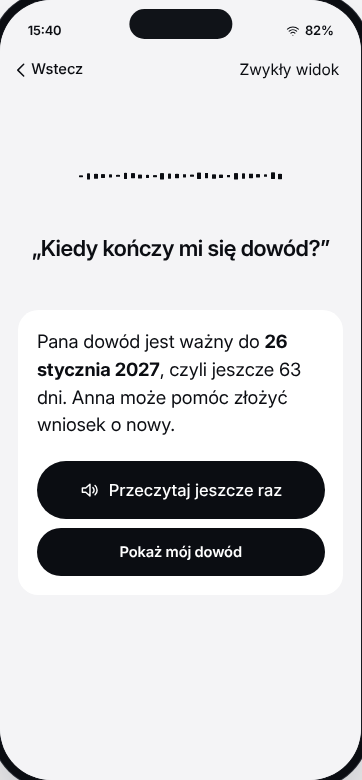 15:40
82%
Wstecz
Zwykły widok
„Kiedy kończy mi się dowód?”
Pana dowód jest ważny do 26
stycznia 2027, czyli jeszcze 63
dni. Anna może pomóc złożyć
wniosek o nowy.
Przeczytaj jeszcze raz
Pokaż mój dowód